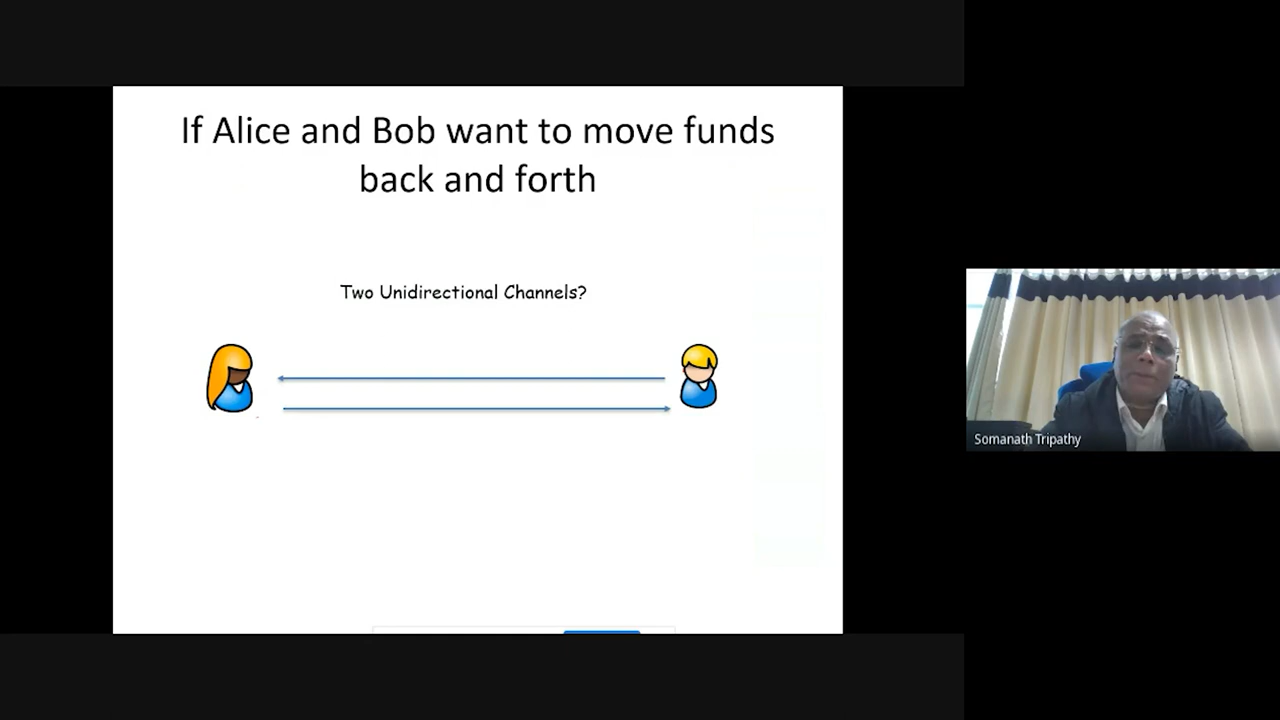 If Alice and Bob want to move funds
back and forth
Two Unidirectional Channels?
Somanath Tripathy